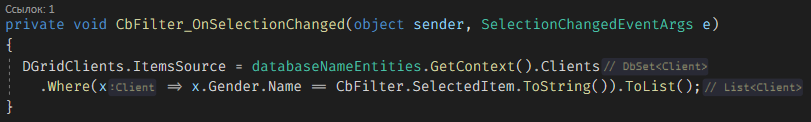 Ссылок: 1
private void CbFilter_OnSelectionChanged(object sender, SelectionChangedEventArgs e)
{
DGridClients.ItemsSource = databaseNameEntities.GetContext().Clients // DbSet<Client>
.Where(x :Client => x.Gender.Name == CbFilter.SelectedItem.ToString()).ToList(); // List<Client>
}